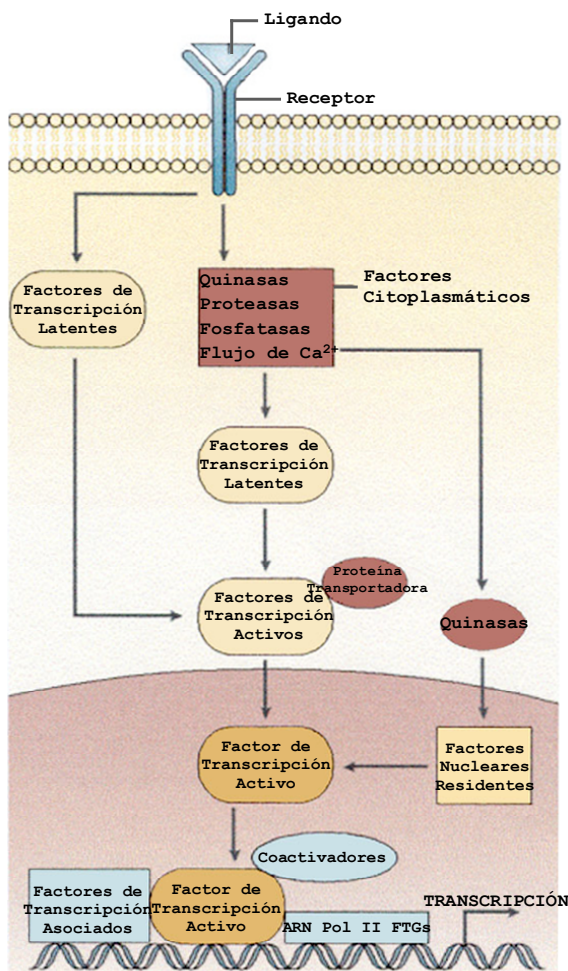 Ligando
Receptor
Factores de
Transcripción
Latentes
Quinasas
Proteasas
Fosfatasas
Flujo de Ca²⁺
Factores
Citoplasmáticos
Factores de
Transcripción
Latentes
Proteína
Transportadora
Factores de
Transcripción
Activos
Quinasas
Factor de
Transcripción
Activo
Factores
Nucleares
Residentes
Coactivadores
Factores de
Transcripción
Asociados
Factor de
Transcripción
Activo
ARN Pol II FTGs
TRANSCRIPCIÓN